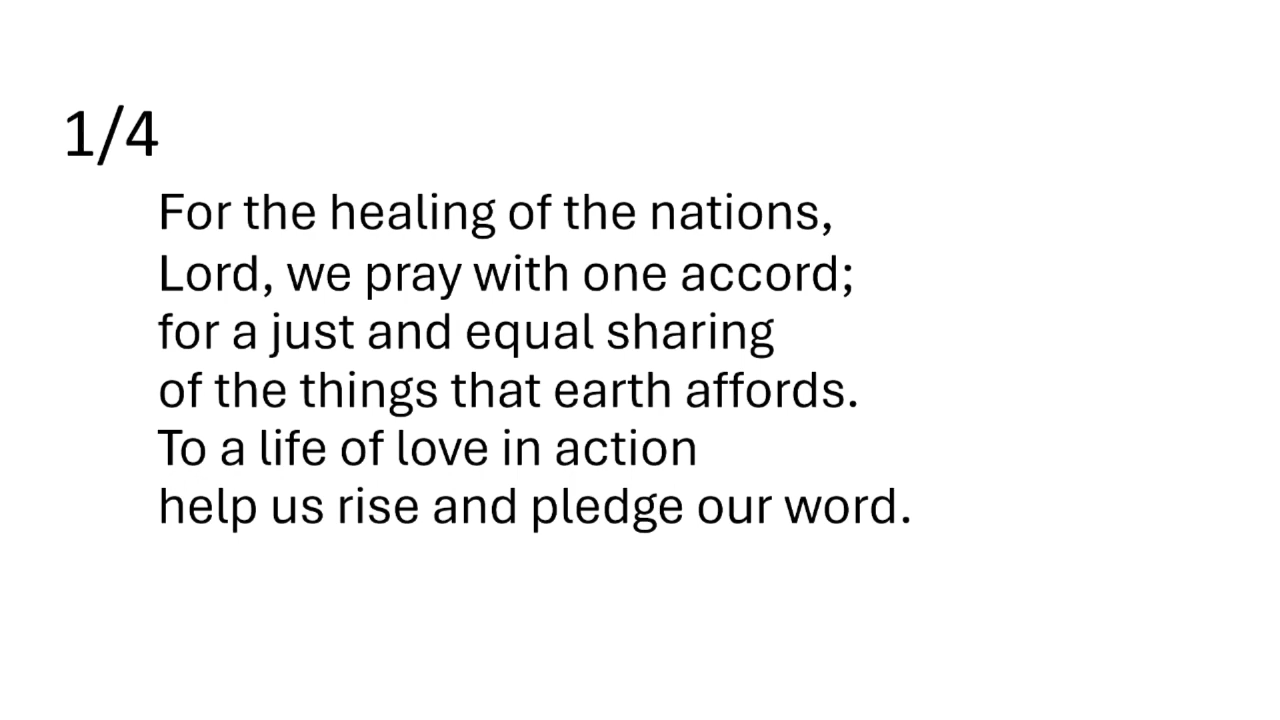 1/4
For the healing of the nations,
Lord, we pray with one accord;
for a just and equal sharing
of the things that earth affords.
To a life of love in action
help us rise and pledge our word.